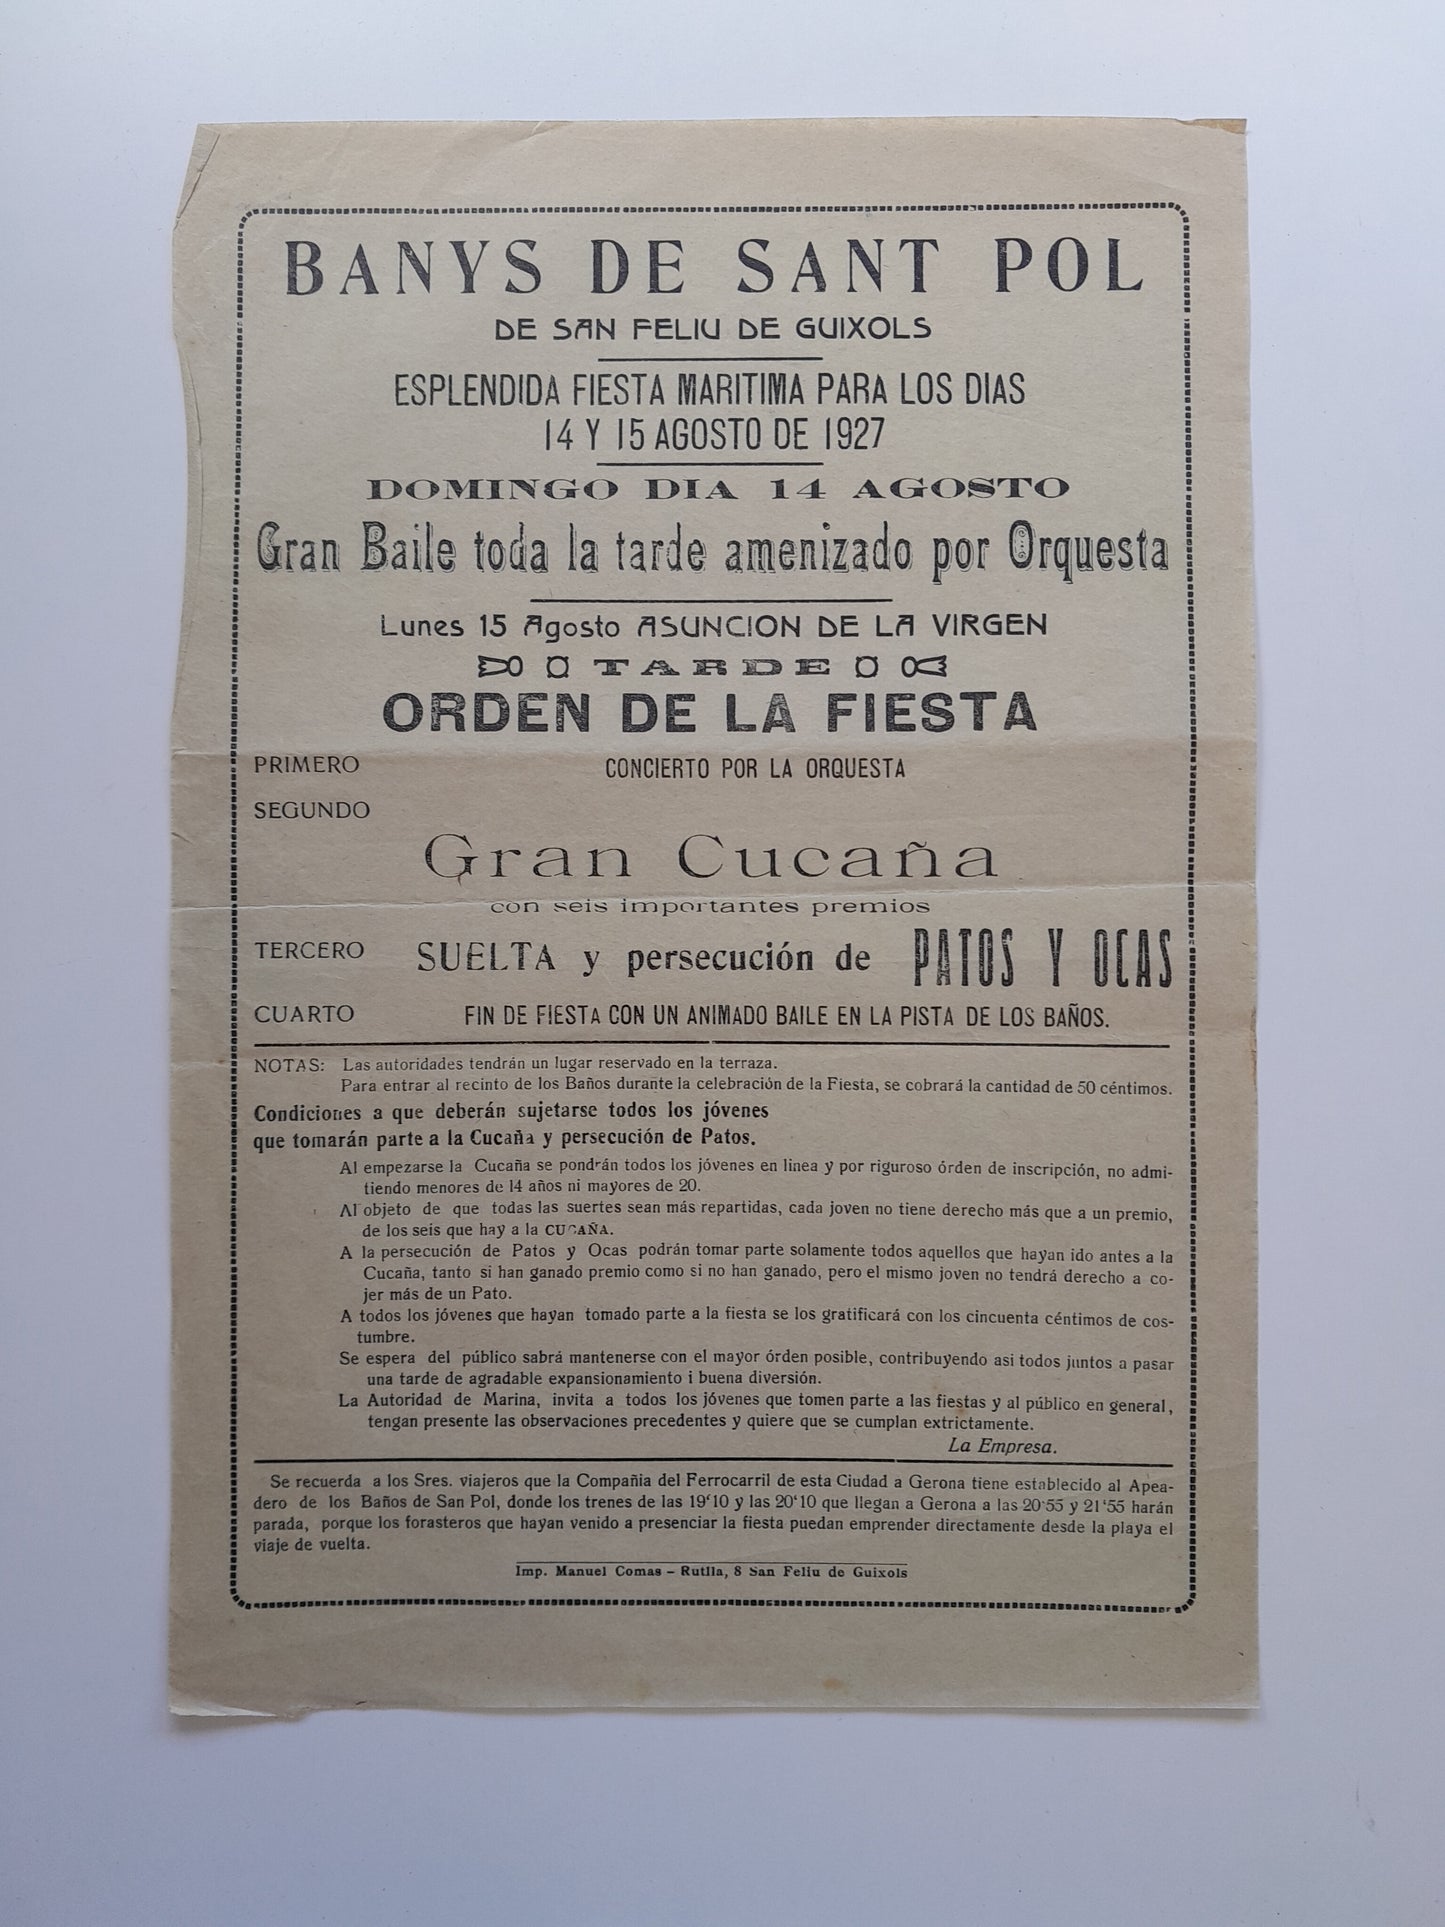 BANYS DE SANT POL
DE SAN FELIU DE GUIXOLS
ESPLENDIDA FIESTA MARITIMA PARA LOS DIAS
14 Y 15 AGOSTO DE 1927
DOMINGO DIA 14 AGOSTO
Gran Baile toda la tarde amenizado por Orquesta
Lunes 15 Agosto ASUNCION DE LA VIRGEN
TARDE
ORDEN DE LA FIESTA
PRIMERO CONCIERTO POR LA ORQUESTA
SEGUNDO
Gran Cucaña
con seis importantes premios
TERCERO SUELTA y persecución de PATOS Y OCAS
CUARTO FIN DE FIESTA CON UN ANIMADO BAILE EN LA PISTA DE LOS BAÑOS.
NOTAS: Las autoridades tendrán un lugar reservado en la terraza.
Para entrar al recinto de los Baños durante la celebración de la Fiesta, se cobrará la cantidad de 50 céntimos.
Condiciones a que deberán sujetarse todos los jóvenes
que tomarán parte a la Cucaña y persecución de Patos.
Al empezarse la Cucaña se pondrán todos los jóvenes en linea y por riguroso órden de inscripción, no admi-
tiendo menores de 14 años ni mayores de 20.
Al objeto de que todas las suertes sean más repartidas, cada joven no tiene derecho más que a un premio,
de los seis que hay a la CUCAÑA.
A la persecución de Patos y Ocas podrán tomar parte solamente todos aquellos que hayan ido antes a la
Cucaña, tanto si han ganado premio como si no han ganado, pero el mismo joven no tendrá derecho a co-
jer más de un Pato.
A todos los jóvenes que hayan tomado parte a la fiesta se los gratificará con los cincuenta céntimos de cos-
tumbre.
Se espera del público sabrá mantenerse con el mayor órden posible, contribuyendo asi todos juntos a pasar
una tarde de agradable expansionamiento i buena diversión.
La Autoridad de Marina, invita a todos los jóvenes que tomen parte a las fiestas y al público en general,
tengan presente las observaciones precedentes y quiere que se cumplan extrictamente.
La Empresa.
Se recuerda a los Sres. viajeros que la Compañia del Ferrocarril de esta Ciudad a Gerona tiene establecido al Apea-
dero de los Baños de San Pol, donde los trenes de las 19'10 y las 20'10 que llegan a Gerona a las 20'55 y 21'55 harán
parada, porque los forasteros que hayan venido a presenciar la fiesta puedan emprender directamente desde la playa el
viaje de vuelta.
Imp. Manuel Comas - Rutlla, 8 San Feliu de Guixols